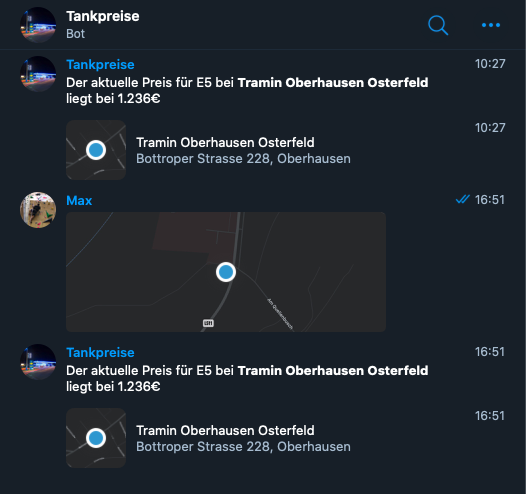 Tankpreise
Bot
Tankpreise 10:27
Der aktuelle Preis für E5 bei Tramin Oberhausen Osterfeld
liegt bei 1.236€
10:27
Tramin Oberhausen Osterfeld
Bottroper Strasse 228, Oberhausen
Max 16:51
Am Quellenbusch
Tankpreise 16:51
Der aktuelle Preis für E5 bei Tramin Oberhausen Osterfeld
liegt bei 1.236€
16:51
Tramin Oberhausen Osterfeld
Bottroper Strasse 228, Oberhausen